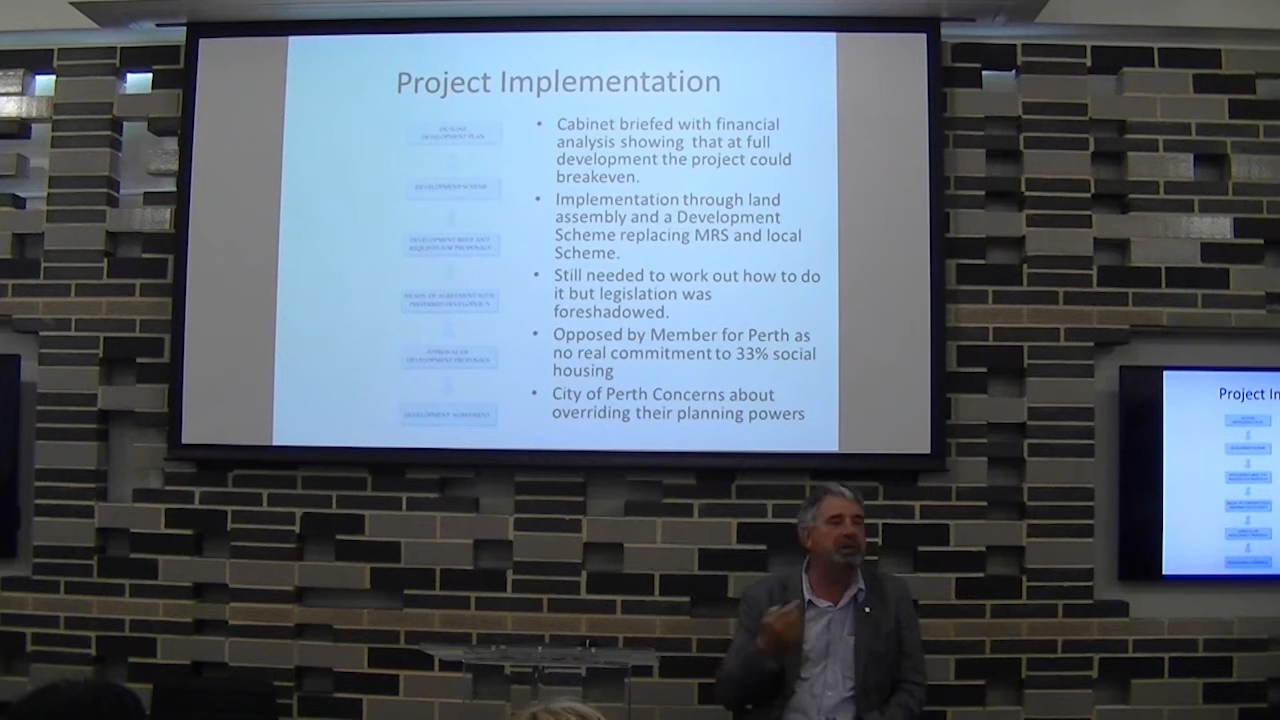 Project Implementation
OUTLINE
DEVELOPMENT PLAN
DEVELOPMENT SCHEME
DEVELOPMENT BRIEF AND
REQUESTS FOR PROPOSALS
HEADS OF AGREEMENT WITH
PREFERRED DEVELOPER/S
APPROVAL OF
DEVELOPMENT PROPOSALS
DEVELOPMENT AGREEMENT
• Cabinet briefed with financial
analysis showing that at full
development the project could
breakeven.
• Implementation through land
assembly and a Development
Scheme replacing MRS and local
Scheme.
• Still needed to work out how to do
it but legislation was
foreshadowed.
• Opposed by Member for Perth as
no real commitment to 33% social
housing
• City of Perth Concerns about
overriding their planning powers
Project I